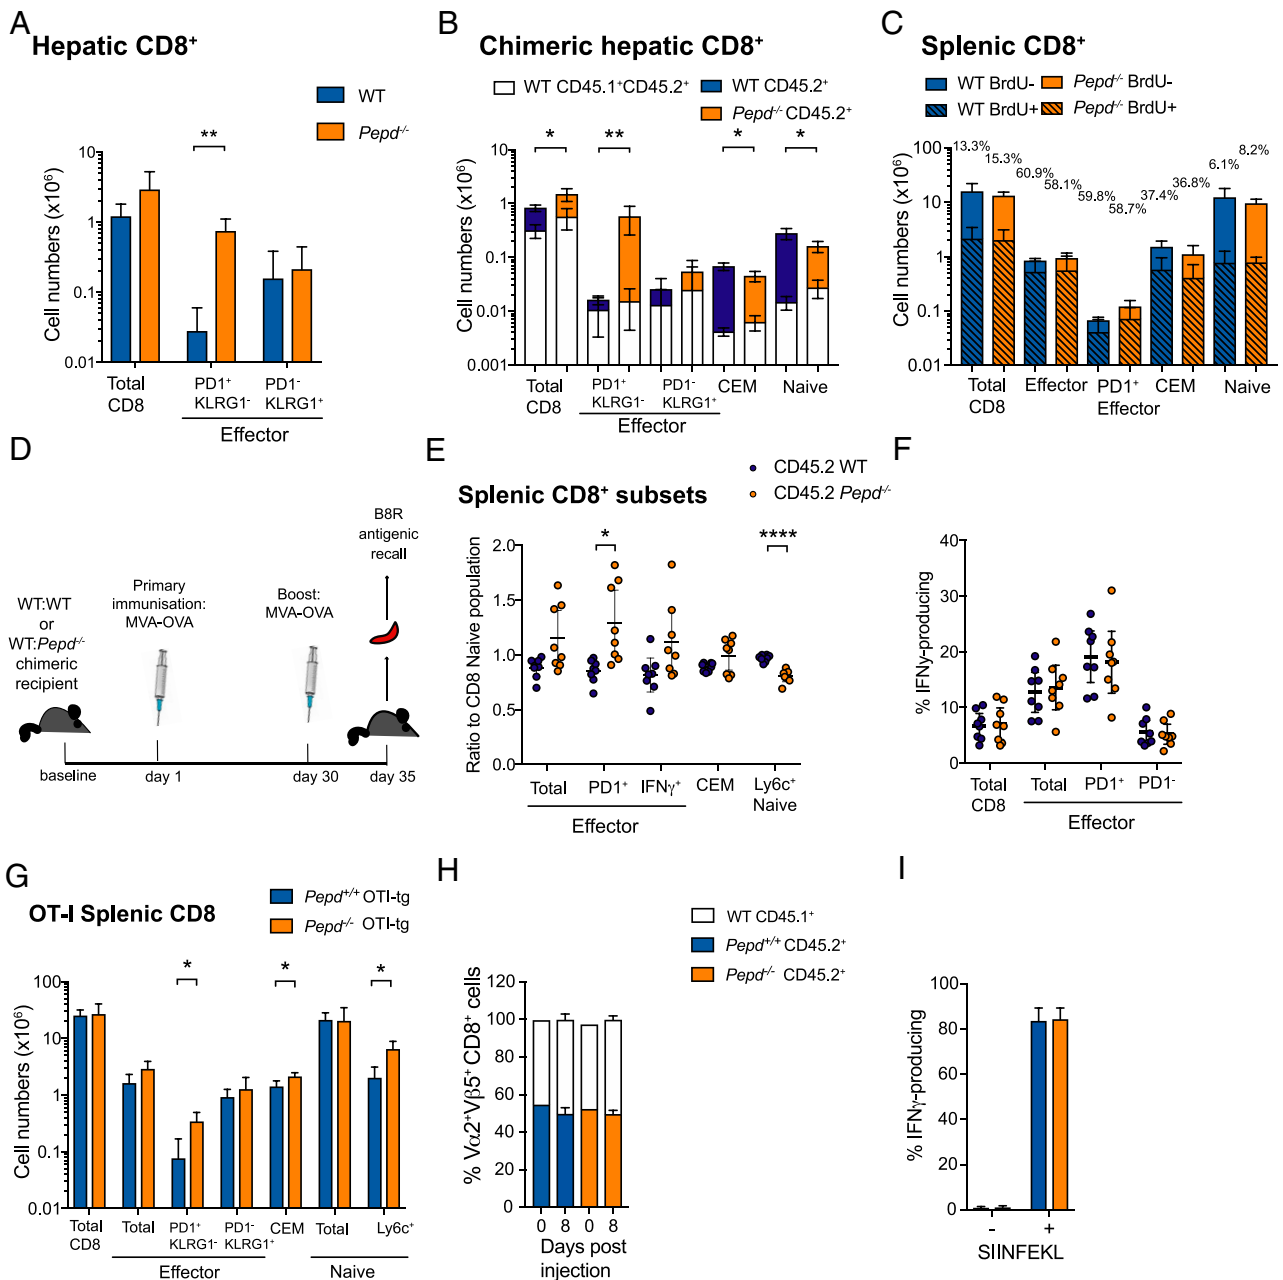 A
Hepatic CD8⁺
WT
Pepd⁻/⁻
**
Cell numbers (x10⁶)
10
1
0.1
0.01
Total
CD8
PD1⁺
KLRG1⁻
PD1⁻
KLRG1⁺
Effector
B
Chimeric hepatic CD8⁺
WT CD45.1⁺CD45.2⁺
WT CD45.2⁺
Pepd⁻/⁻ CD45.2⁺
*
**
*
*
Cell numbers (x10⁶)
10
1
0.1
0.01
0.001
Total
CD8
PD1⁺
KLRG1⁻
PD1⁻
KLRG1⁺
CEM
Naive
Effector
C
Splenic CD8⁺
WT BrdU-
Pepd⁻/⁻ BrdU-
WT BrdU+
Pepd⁻/⁻ BrdU+
Cell numbers (x10⁶)
100
10
1
0.1
0.01
13.3%
15.3%
60.9%
58.1%
59.8%
58.7%
37.4%
36.8%
6.1%
8.2%
Total
CD8
Effector
PD1⁺
Effector
CEM
Naive
D
WT:WT
or
WT:Pepd⁻/⁻
chimeric
recipient
Primary
immunisation:
MVA-OVA
Boost:
MVA-OVA
B8R
antigenic
recall
baseline
day 1
day 30
day 35
E
CD45.2 WT
CD45.2 Pepd⁻/⁻
Splenic CD8⁺ subsets
*
****
Ratio to CD8 Naive population
2.0
1.5
1.0
0.5
0.0
Total
PD1⁺
IFNγ⁺
CEM
Ly6c⁺
Naive
Effector
F
% IFNγ-producing
40
30
20
10
0
Total
CD8
Total
PD1⁺
PD1⁻
Effector
G
OT-I Splenic CD8
Pepd⁺/⁺ OTI-tg
Pepd⁻/⁻ OTI-tg
*
*
*
Cell numbers (x10⁶)
100
10
1
0.1
0.01
Total
CD8
Total
PD1⁺
KLRG1⁻
PD1⁻
KLRG1⁺
CEM
Total
Ly6c⁺
Effector
Naive
H
WT CD45.1⁺
Pepd⁺/⁺ CD45.2⁺
Pepd⁻/⁻ CD45.2⁺
% Vα2⁺Vβ5⁺ CD8⁺ cells
120
100
80
60
40
20
0
0 8 0 8
Days post
injection
I
% IFNγ-producing
100
80
60
40
20
0
- +
SIINFEKL